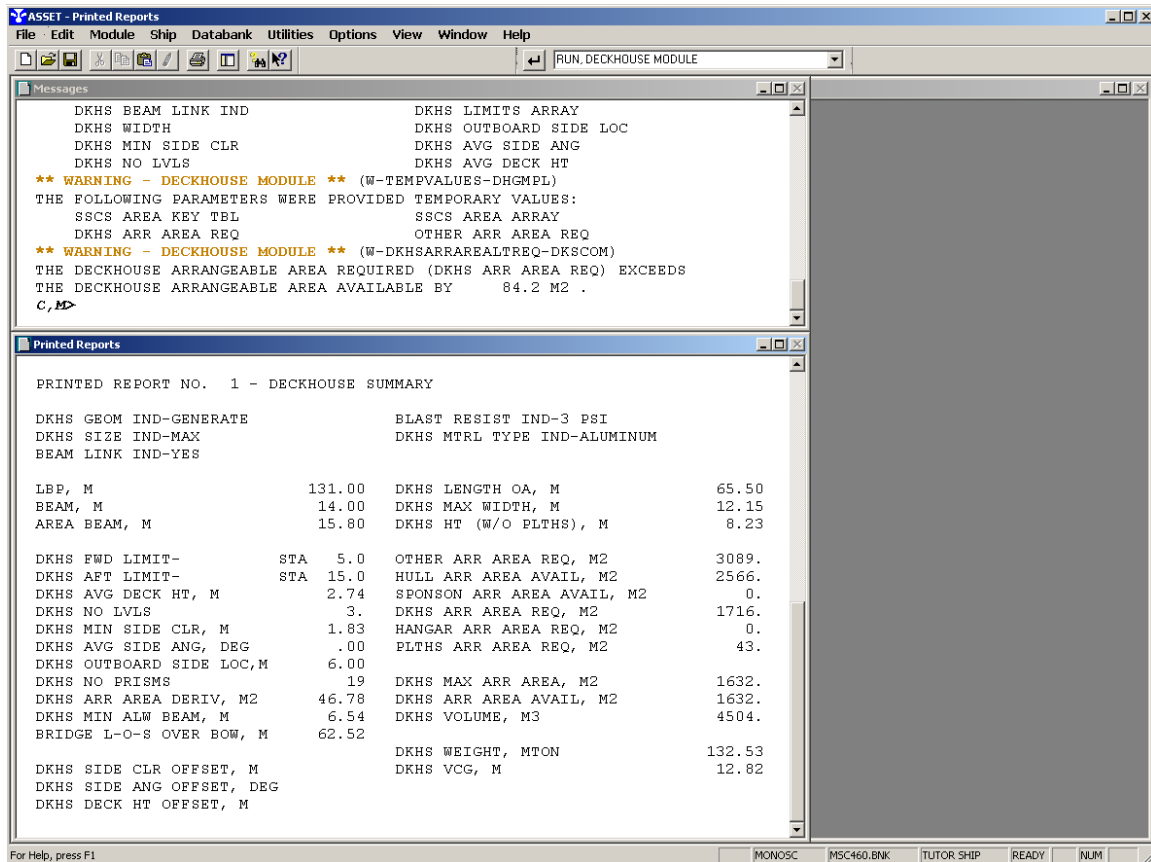 ASSET - Printed Reports
File Edit Module Ship Databank Utilities Options View Window Help
RUN, DECKHOUSE MODULE
Messages
DKHS BEAM LINK IND DKHS LIMITS ARRAY
DKHS WIDTH DKHS OUTBOARD SIDE LOC
DKHS MIN SIDE CLR DKHS AVG SIDE ANG
DKHS NO LVLS DKHS AVG DECK HT
** WARNING - DECKHOUSE MODULE ** (W-TEMPVALUES-DHGMPL)
THE FOLLOWING PARAMETERS WERE PROVIDED TEMPORARY VALUES:
SSCS AREA KEY TBL SSCS AREA ARRAY
DKHS ARR AREA REQ OTHER ARR AREA REQ
** WARNING - DECKHOUSE MODULE ** (W-DKHSARRAREALTREQ-DKSCOM)
THE DECKHOUSE ARRANGEABLE AREA REQUIRED (DKHS ARR AREA REQ) EXCEEDS
THE DECKHOUSE ARRANGEABLE AREA AVAILABLE BY 84.2 M2 .
C,M>
Printed Reports
PRINTED REPORT NO. 1 - DECKHOUSE SUMMARY
DKHS GEOM IND-GENERATE BLAST RESIST IND-3 PSI
DKHS SIZE IND-MAX DKHS MTRL TYPE IND-ALUMINUM
BEAM LINK IND-YES
LBP, M 131.00 DKHS LENGTH OA, M 65.50
BEAM, M 14.00 DKHS MAX WIDTH, M 12.15
AREA BEAM, M 15.80 DKHS HT (W/O PLTHS), M 8.23
DKHS FWD LIMIT- STA 5.0 OTHER ARR AREA REQ, M2 3089.
DKHS AFT LIMIT- STA 15.0 HULL ARR AREA AVAIL, M2 2566.
DKHS AVG DECK HT, M 2.74 SPONSON ARR AREA AVAIL, M2 0.
DKHS NO LVLS 3. DKHS ARR AREA REQ, M2 1716.
DKHS MIN SIDE CLR, M 1.83 HANGAR ARR AREA REQ, M2 0.
DKHS AVG SIDE ANG, DEG .00 PLTHS ARR AREA REQ, M2 43.
DKHS OUTBOARD SIDE LOC,M 6.00
DKHS NO PRISMS 19 DKHS MAX ARR AREA, M2 1632.
DKHS ARR AREA DERIV, M2 46.78 DKHS ARR AREA AVAIL, M2 1632.
DKHS MIN ALW BEAM, M 6.54 DKHS VOLUME, M3 4504.
BRIDGE L-O-S OVER BOW, M 62.52
DKHS WEIGHT, MTON 132.53
DKHS SIDE CLR OFFSET, M DKHS VCG, M 12.82
DKHS SIDE ANG OFFSET, DEG
DKHS DECK HT OFFSET, M
For Help, press F1 MONOSC MSC460.BNK TUTOR SHIP READY NUM